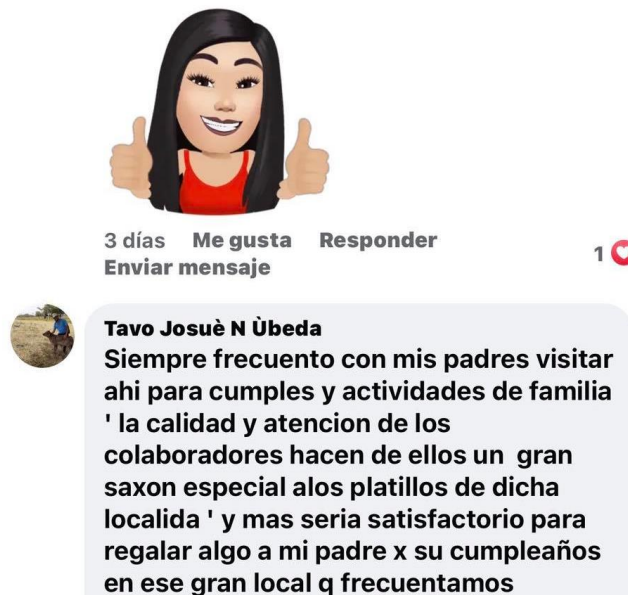 3 días Me gusta Responder
1
Enviar mensaje
Tavo Josuè N Ùbeda
Siempre frecuento con mis padres visitar
ahi para cumples y actividades de familia
' la calidad y atencion de los
colaboradores hacen de ellos un gran
saxon especial alos platillos de dicha
localida ' y mas seria satisfactorio para
regalar algo a mi padre x su cumpleaños
en ese gran local q frecuentamos